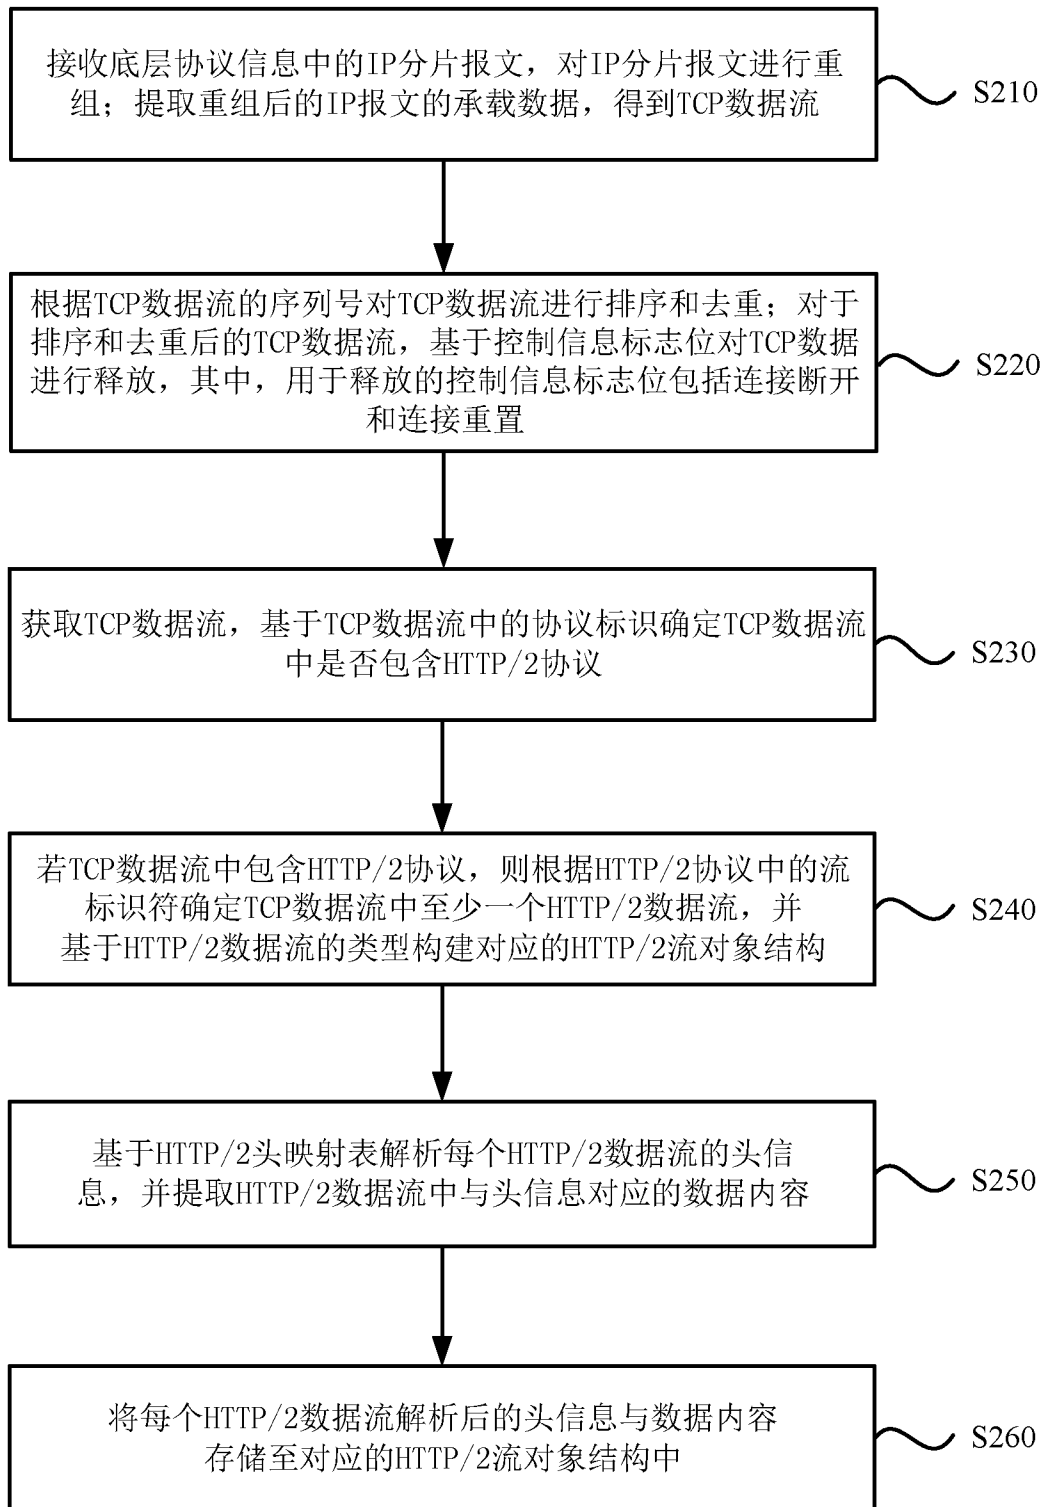 接收底层协议信息中的IP分片报文，对IP分片报文进行重
组；提取重组后的IP报文的承载数据，得到TCP数据流
S210
根据TCP数据流的序列号对TCP数据流进行排序和去重；对于
排序和去重后的TCP数据流，基于控制信息标志位对TCP数据
进行释放，其中，用于释放的控制信息标志位包括连接断开
和连接重置
S220
获取TCP数据流，基于TCP数据流中的协议标识确定TCP数据流
中是否包含HTTP/2协议
S230
若TCP数据流中包含HTTP/2协议，则根据HTTP/2协议中的流
标识符确定TCP数据流中至少一个HTTP/2数据流，并
基于HTTP/2数据流的类型构建对应的HTTP/2流对象结构
S240
基于HTTP/2头映射表解析每个HTTP/2数据流的头信
息，并提取HTTP/2数据流中与头信息对应的数据内容
S250
将每个HTTP/2数据流解析后的头信息与数据内容
存储至对应的HTTP/2流对象结构中
S260